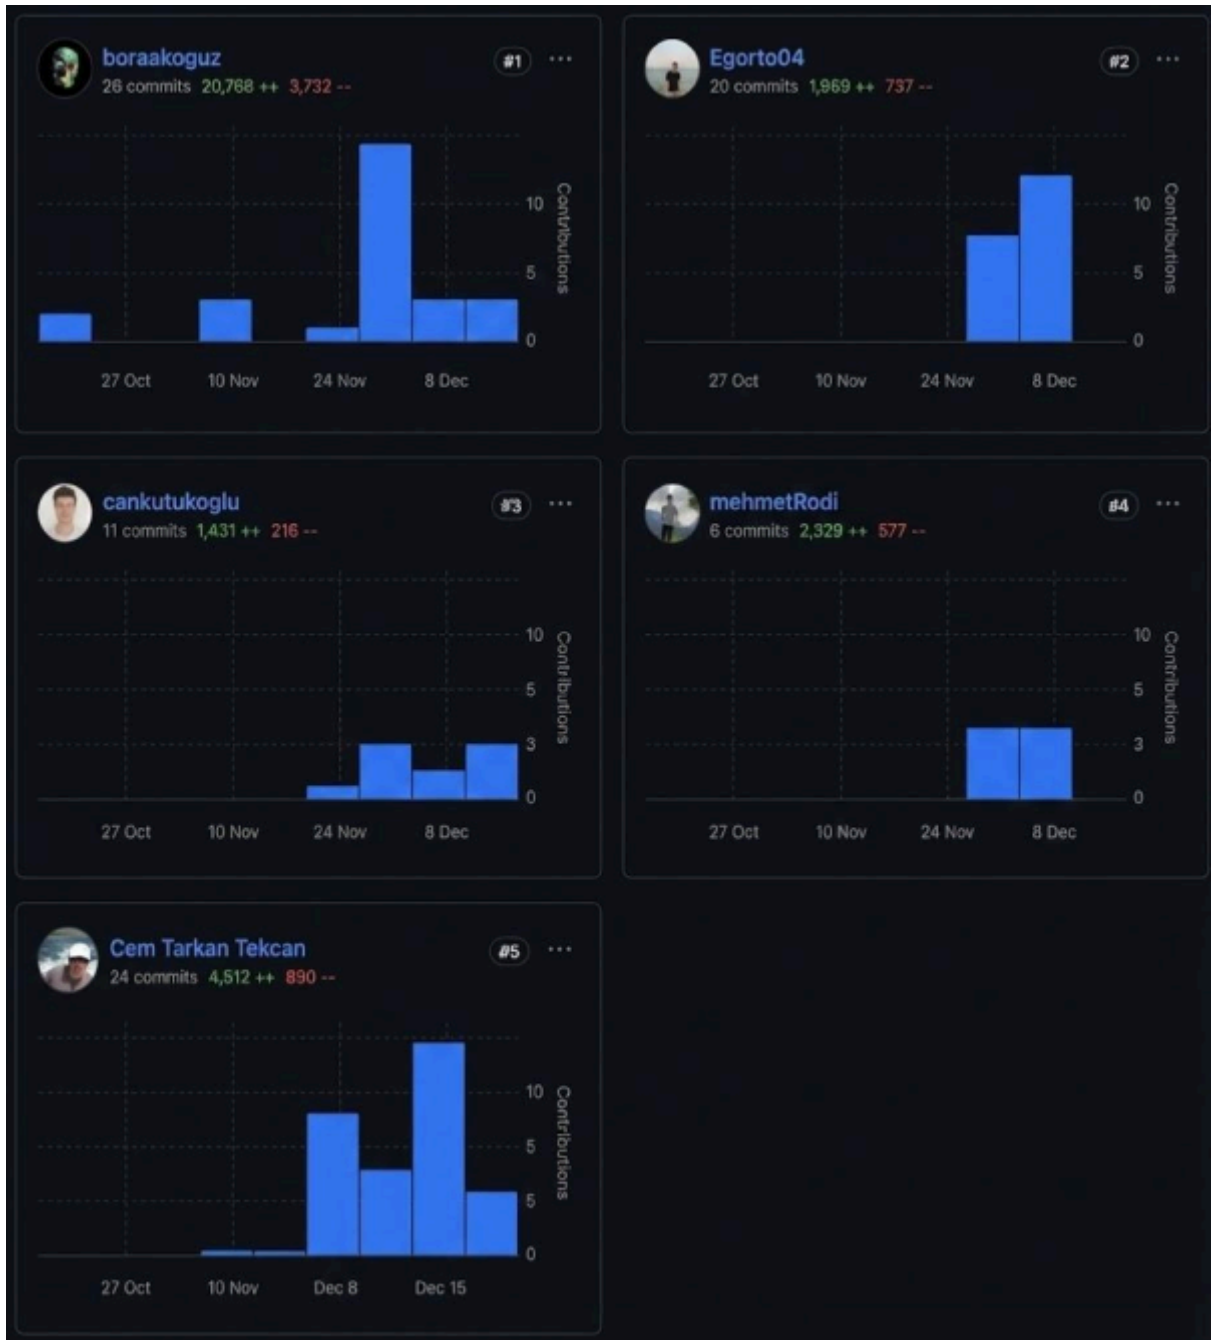 boraakoguz
#1
26 commits 20,768 ++ 3,732 --
10
5
0
Contributions
27 Oct 10 Nov 24 Nov 8 Dec
Egorto04
#2
20 commits 1,969 ++ 737 --
10
5
0
Contributions
27 Oct 10 Nov 24 Nov 8 Dec
cankutukoglu
#3
11 commits 1,431 ++ 216 --
10
5
3
0
Contributions
27 Oct 10 Nov 24 Nov 8 Dec
mehmetRodi
#4
6 commits 2,329 ++ 577 --
10
5
3
0
Contributions
27 Oct 10 Nov 24 Nov 8 Dec
Cem Tarkan Tekcan
#5
24 commits 4,512 ++ 890 --
10
5
5
0
Contributions
27 Oct 10 Nov Dec 8 Dec 15